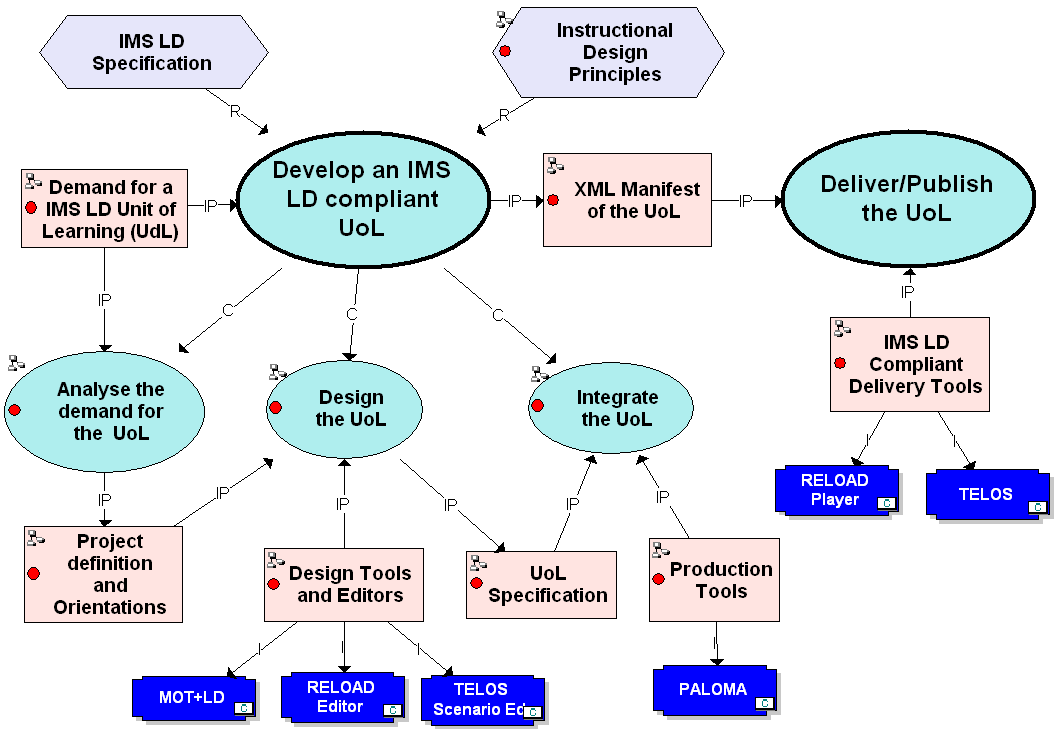 IMS LD
Specification
Instructional
Design
Principles
R
R
Demand for a
IMS LD Unit of
Learning (UdL)
IP
Develop an IMS
LD compliant
UoL
IP
XML Manifest
of the UoL
IP
Deliver/Publish
the UoL
IP
C
C
C
IP
IMS LD
Compliant
Delivery Tools
Analyse the
demand for
the UoL
Design
the UoL
Integrate
the UoL
I
I
RELOAD
Player
C
TELOS
C
IP
IP
IP
IP
IP
IP
Project
definition
and
Orientations
Design Tools
and Editors
UoL
Specification
Production
Tools
I
I
I
I
MOT+LD
C
RELOAD
Editor
C
TELOS
Scenario Ed
C
PALOMA
C